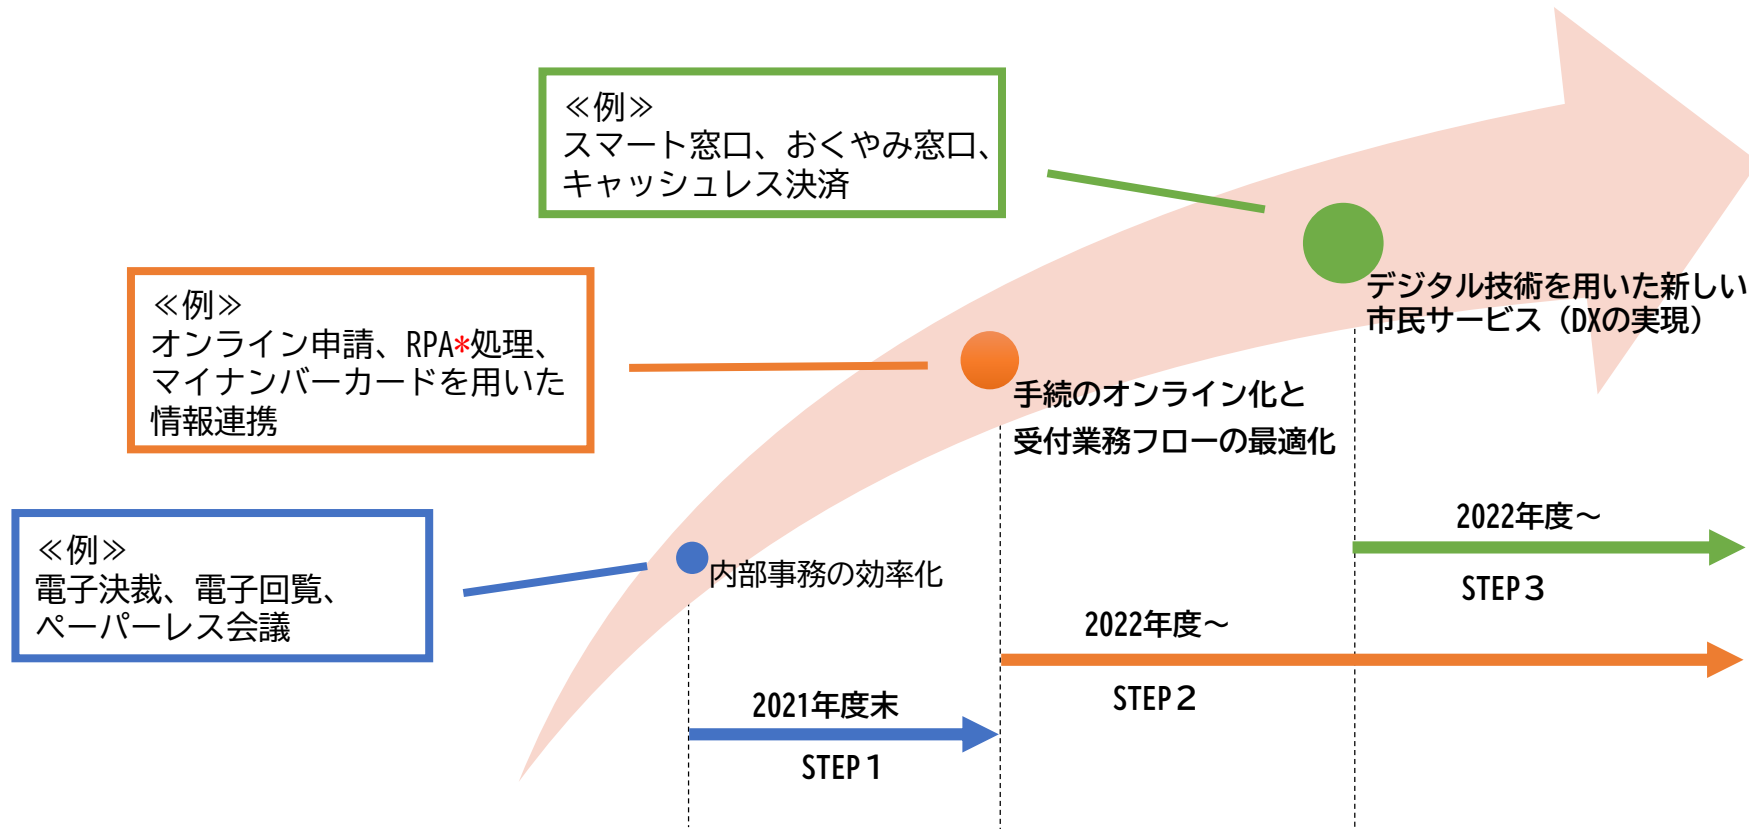 ≪例≫
スマート窓口、おくやみ窓口、
キャッシュレス決済
≪例≫
オンライン申請、RPA*処理、
マイナンバーカードを用いた
情報連携
≪例≫
電子決裁、電子回覧、
ペーパーレス会議
デジタル技術を用いた新しい
市民サービス（DXの実現）
手続のオンライン化と
受付業務フローの最適化
内部事務の効率化
2022年度～
STEP３
2022年度～
STEP２
2021年度末
STEP１